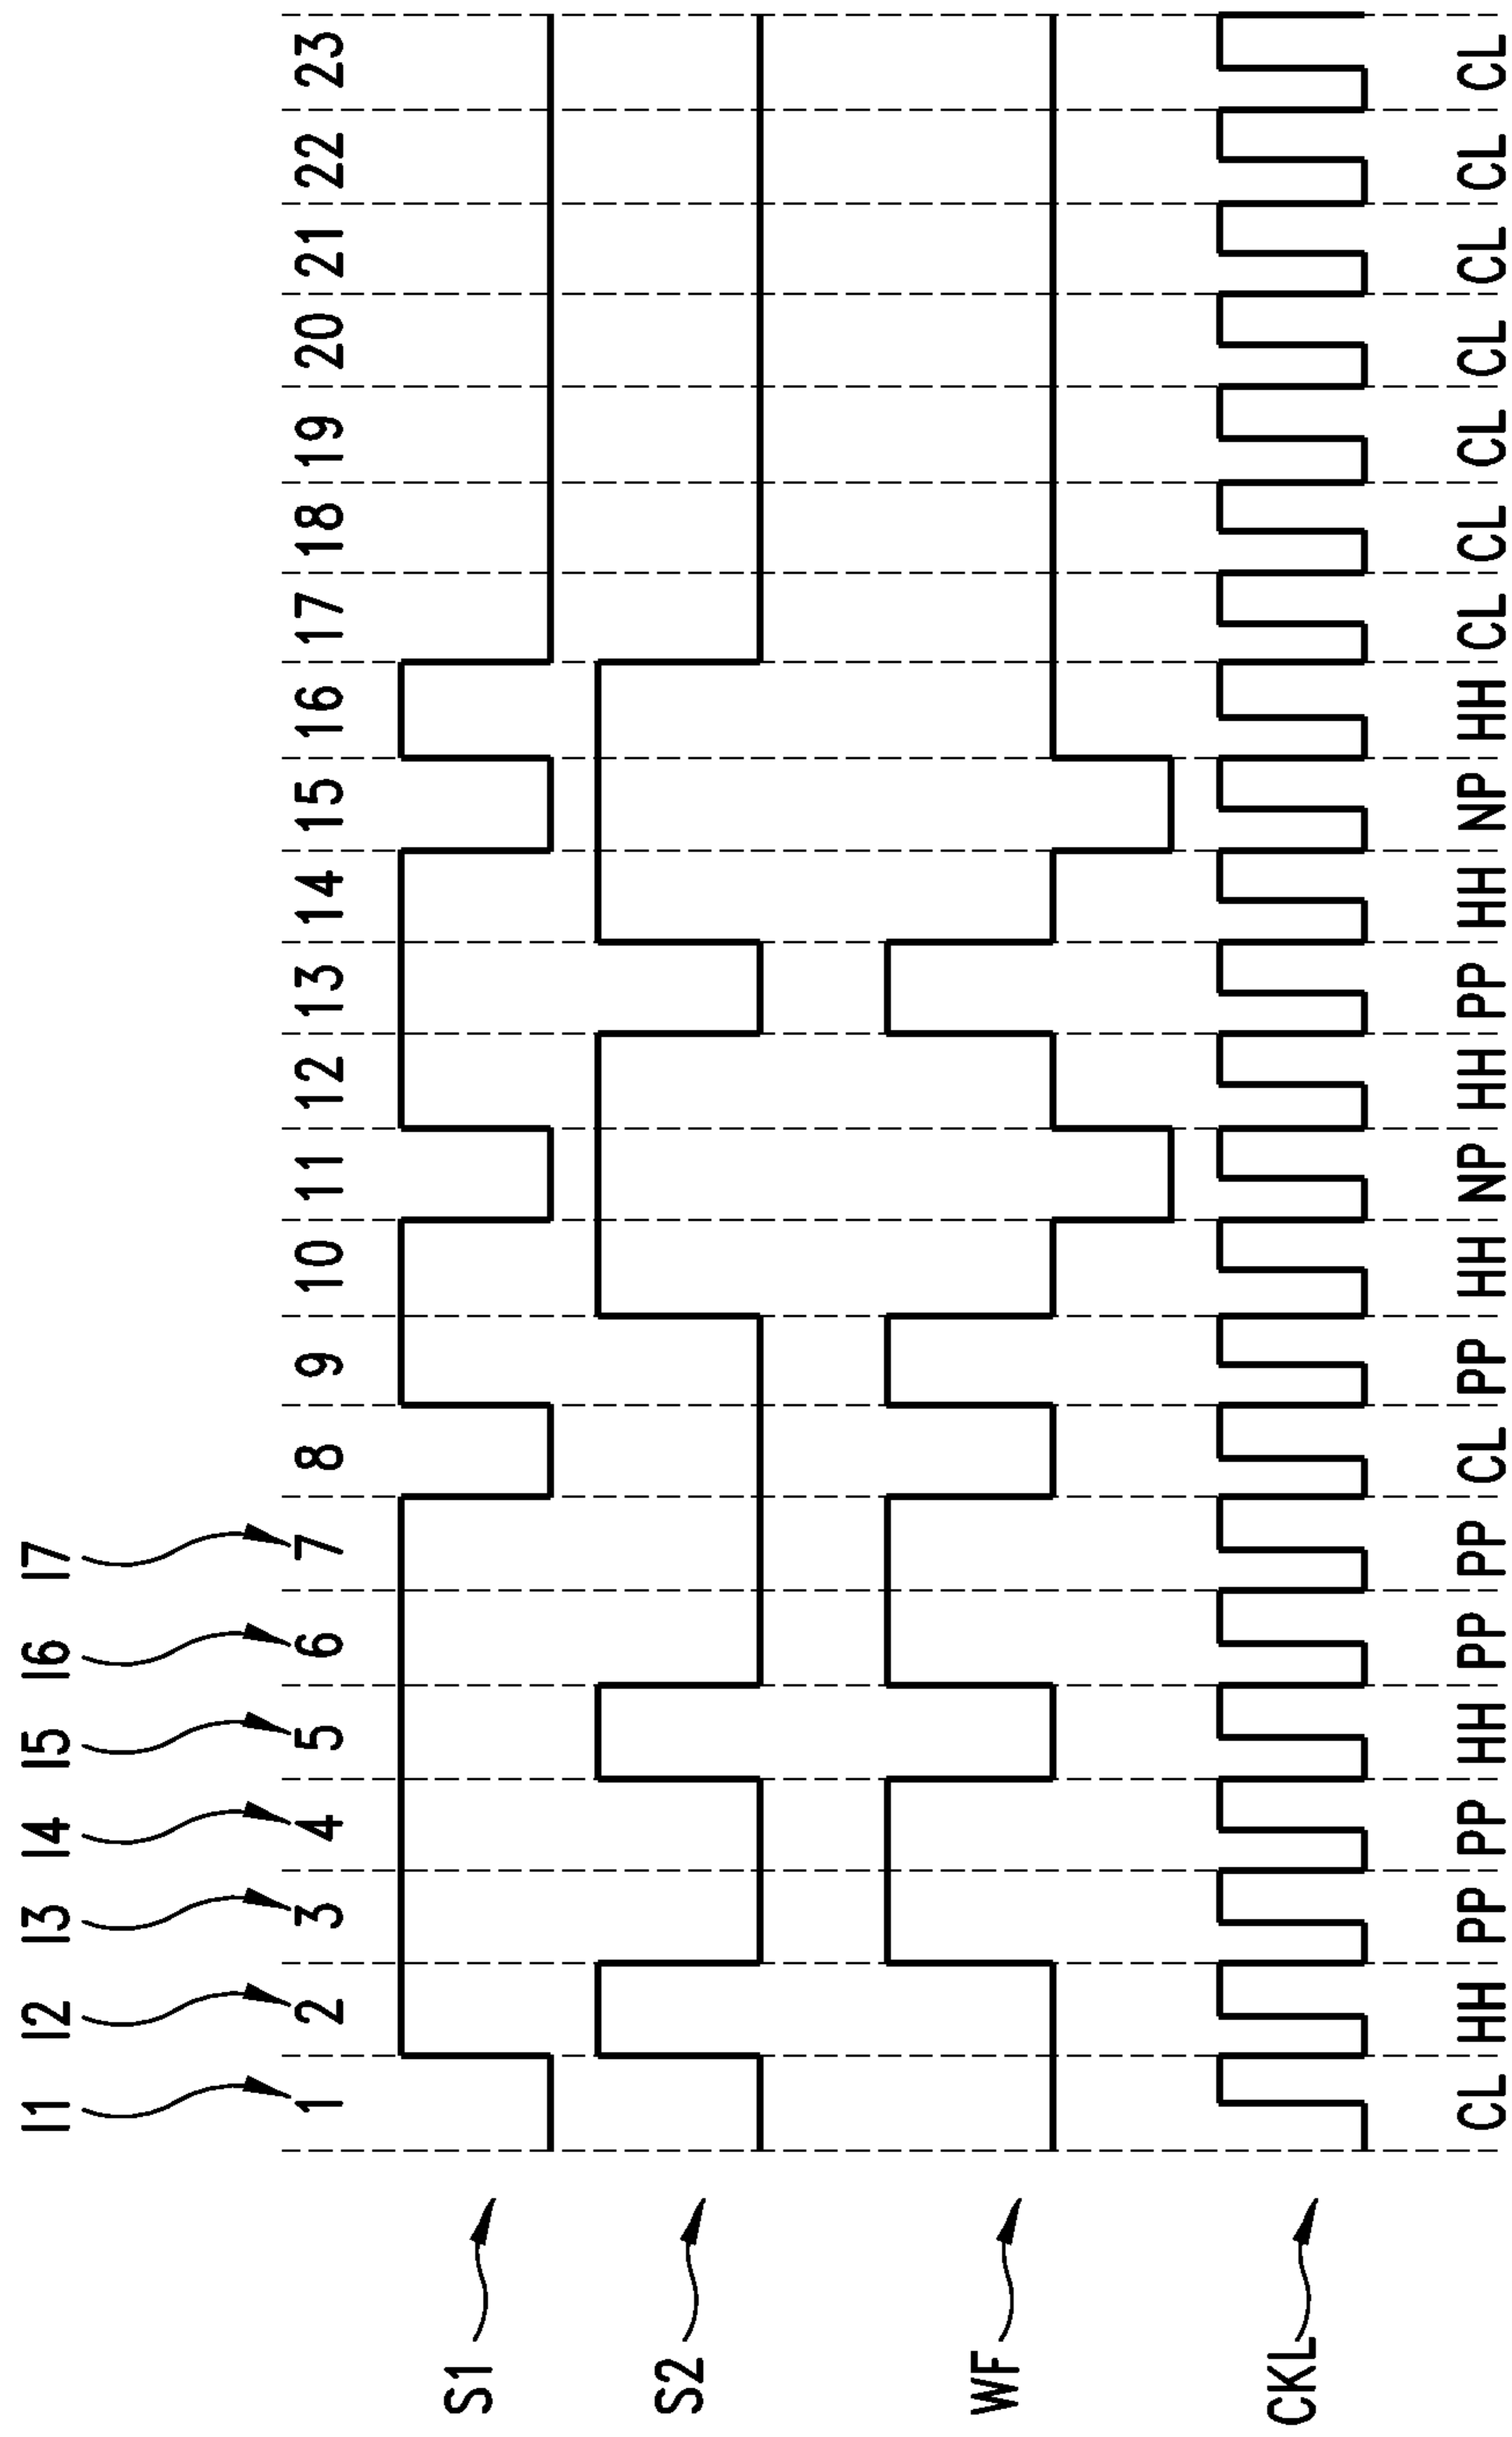 I1 I2 I3 I4 I5 I6 I7
1 2 3 4 5 6 7 8 9 10 11 12 13 14 15 16 17 18 19 20 21 22 23
S1
S2
WF
CKL
CL HH PP PP HH PP PP CL PP HH NP HH PP HH NP HH CL CL CL CL CL CL CL